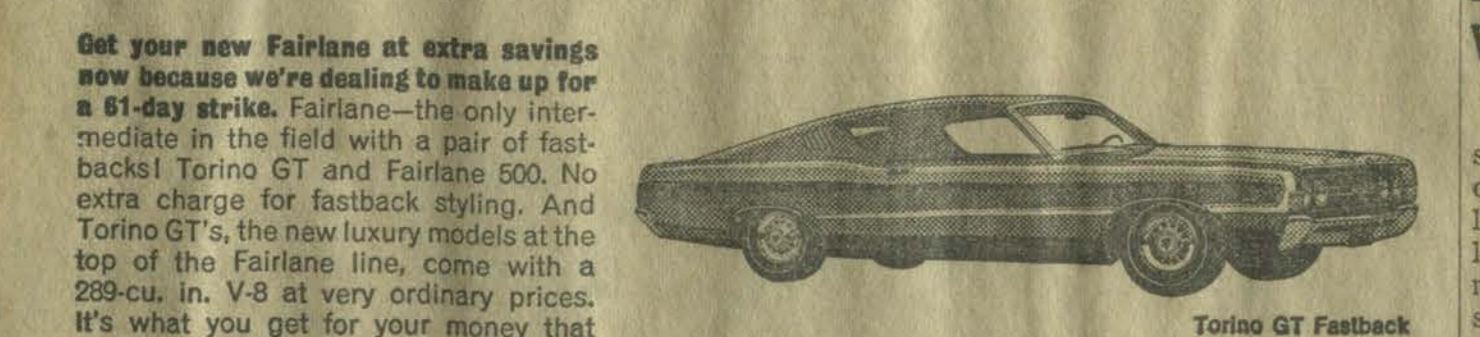 Get your new Fairlane at extra savings
now because we're dealing to make up for
a 61-day strike. Fairlane—the only inter-
mediate in the field with a pair of fast-
backs! Torino GT and Fairlane 500. No
extra charge for fastback styling. And
Torino GT's, the new luxury models at the
top of the Fairlane line, come with a
289-cu. in. V-8 at very ordinary prices.
It's what you get for your money that
Torino GT Fastback